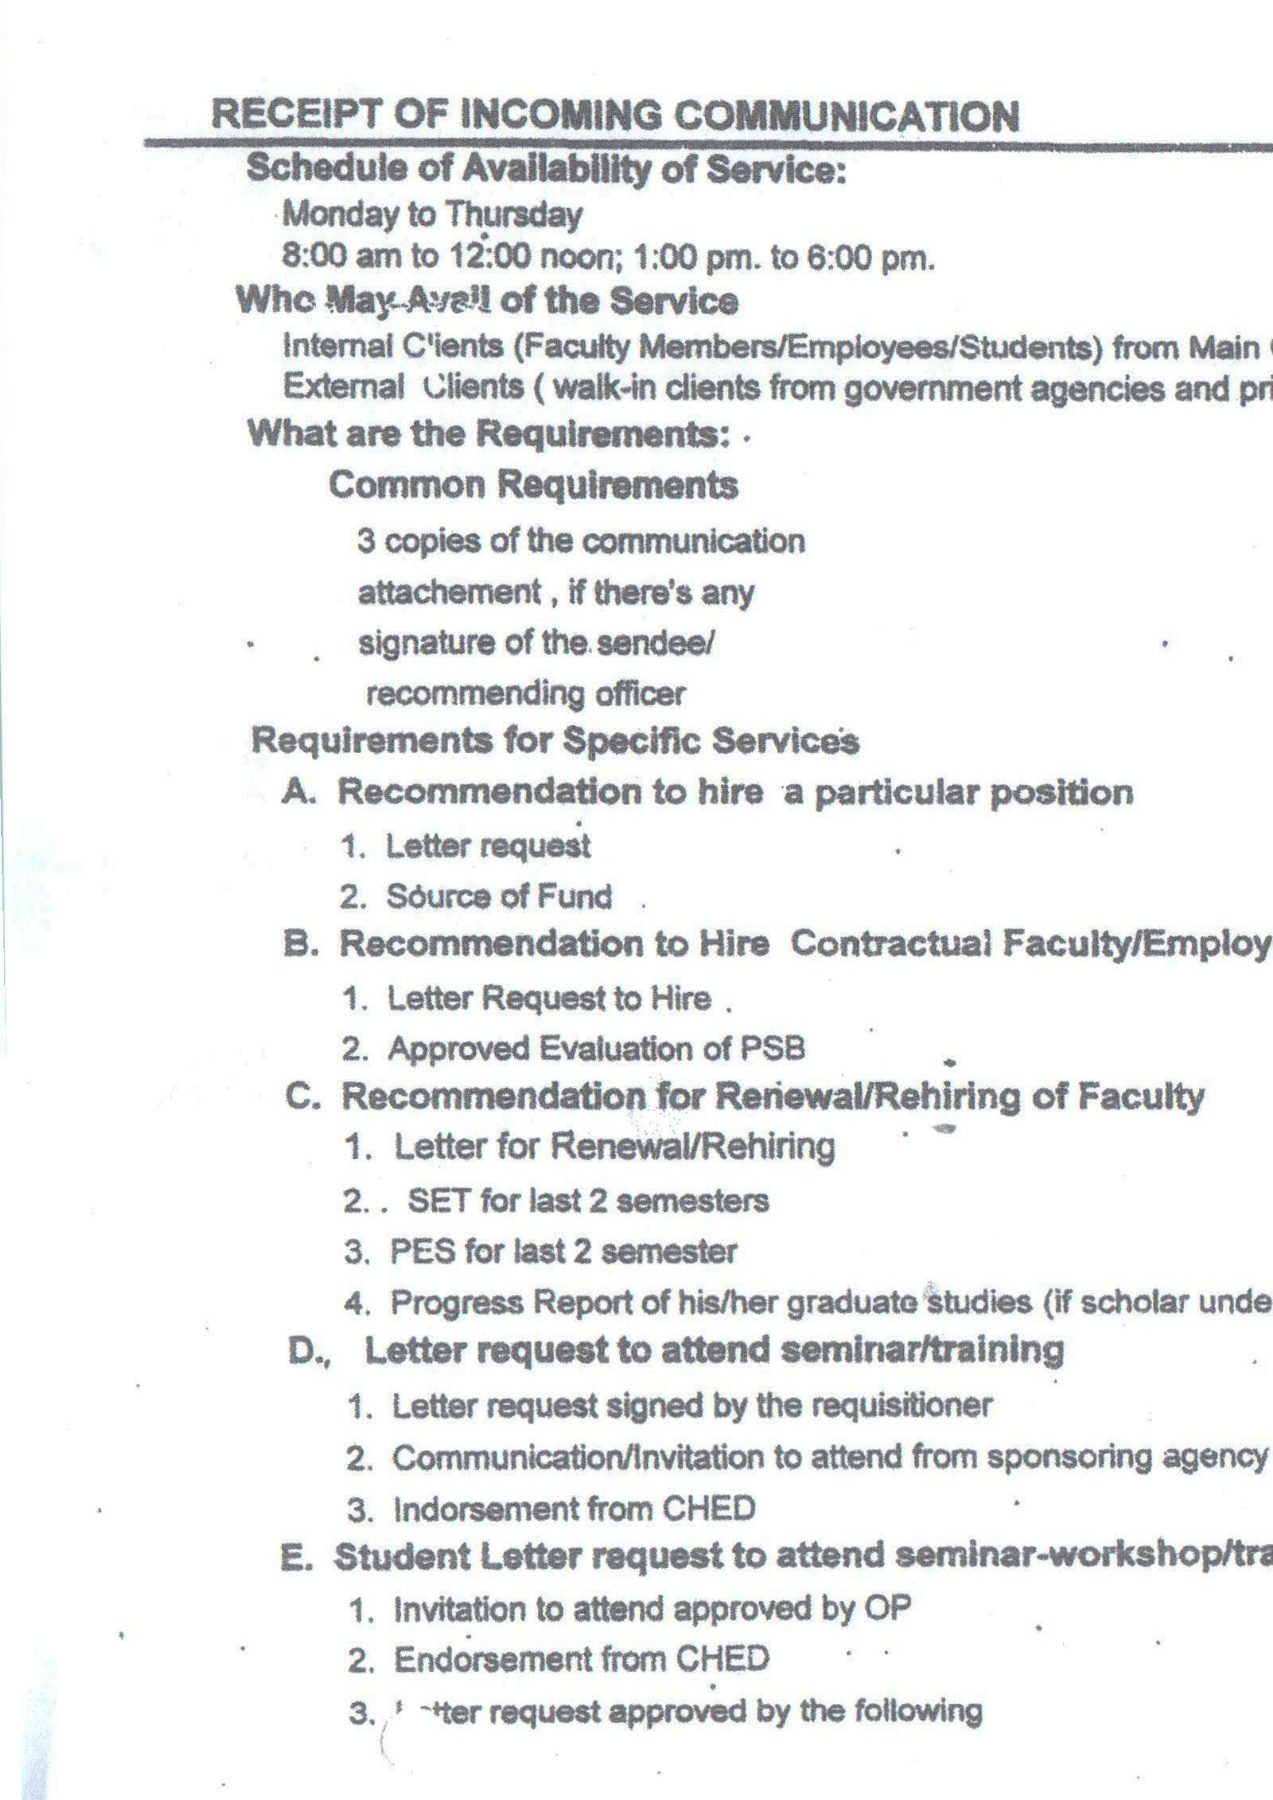 RECEIPT OF INCOMING COMMUNICATION
Schedule of Availability of Service:
Monday to Thursday
8:00 am to 12:00 noon; 1:00 pm. to 6:00 pm.
Who May Avail of the Service
Internal Clients (Faculty Members/Employees/Students) from Main
External Clients ( walk-in clients from government agencies and pri
What are the Requirements:
Common Requirements
3 copies of the communication
attachement , if there's any
signature of the sendee/
recommending officer
Requirements for Specific Services
A. Recommendation to hire a particular position
1. Letter request
2. Source of Fund
B. Recommendation to Hire Contractual Faculty/Employ
1. Letter Request to Hire .
2. Approved Evaluation of PSB
C. Recommendation for Renewal/Rehiring of Faculty
1. Letter for Renewal/Rehiring
2. . SET for last 2 semesters
3. PES for last 2 semester
4. Progress Report of his/her graduate studies (if scholar unde
D., Letter request to attend seminar/training
1. Letter request signed by the requisitioner
2. Communication/Invitation to attend from sponsoring agency
3. Indorsement from CHED
E. Student Letter request to attend seminar-workshop/tra
1. Invitation to attend approved by OP
2. Endorsement from CHED
3. Letter request approved by the following